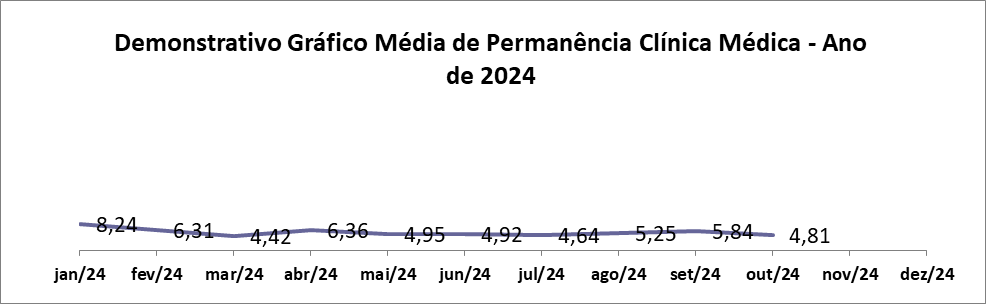 Demonstrativo Gráfico Média de Permanência Clínica Médica - Ano
de 2024
8,24 6,31 4,42 6,36 4,95 4,92 4,64 5,25 5,84 4,81
jan/24 fev/24 mar/24 abr/24 mai/24 jun/24 jul/24 ago/24 set/24 out/24 nov/24 dez/24